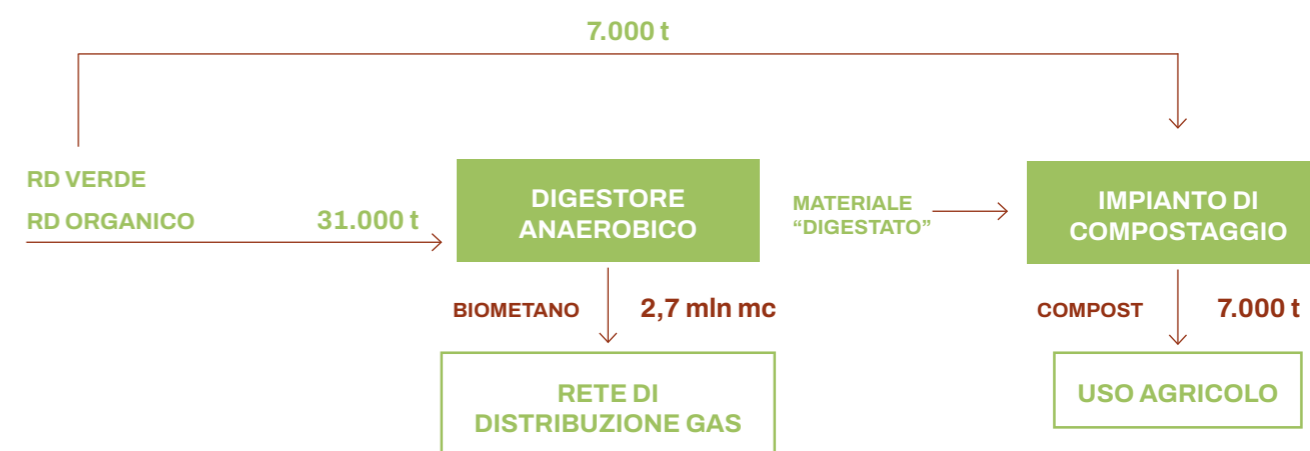 7.000 t
RD VERDE
RD ORGANICO
31.000 t
DIGESTORE
ANAEROBICO
MATERIALE
“DIGESTATO”
IMPIANTO DI
COMPOSTAGGIO
BIOMETANO
2,7 mln mc
COMPOST
7.000 t
RETE DI
DISTRIBUZIONE GAS
USO AGRICOLO